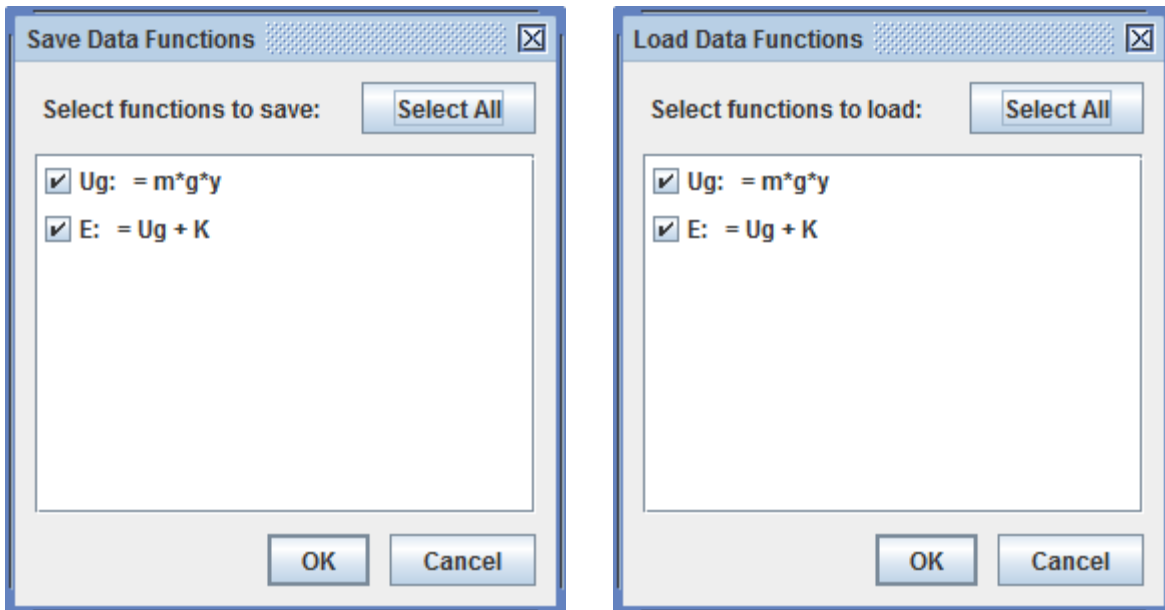 Save Data Functions
Select functions to save: Select All
Ug: = m*g*y
E: = Ug + K
OK Cancel
Load Data Functions
Select functions to load: Select All
Ug: = m*g*y
E: = Ug + K
OK Cancel